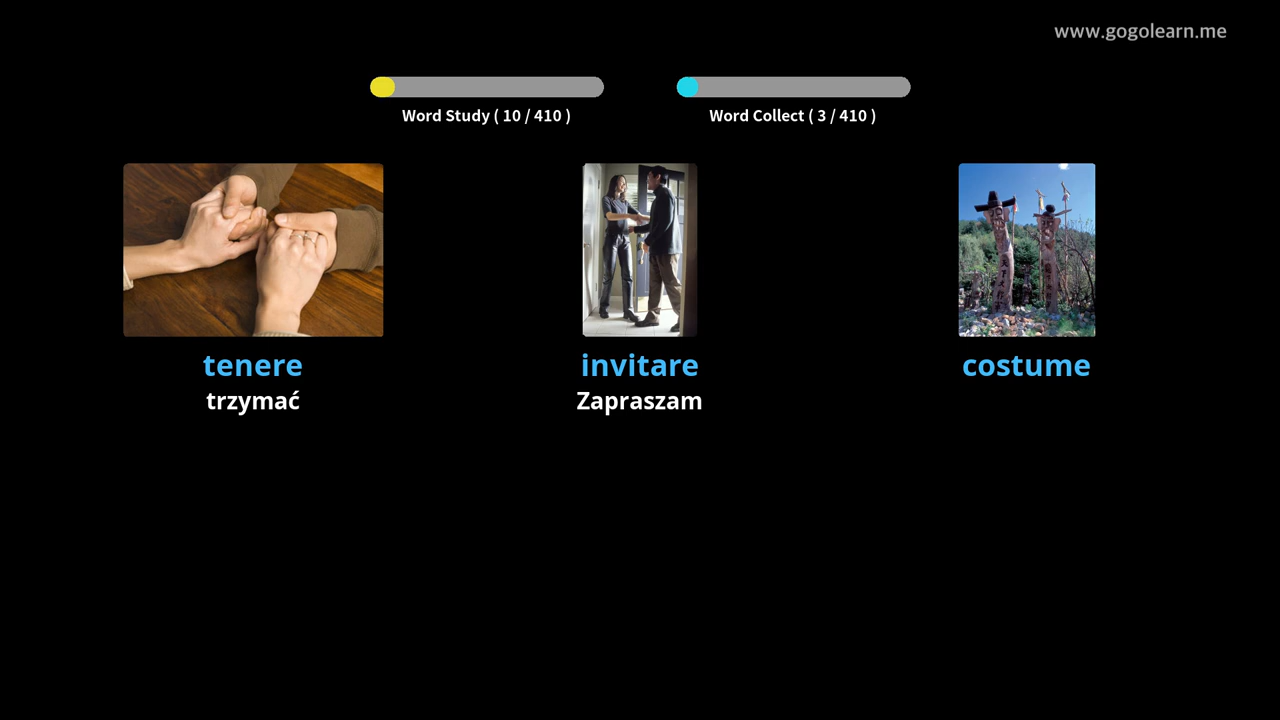 www.gogolearn.me
Word Study ( 10 / 410 )
Word Collect ( 3 / 410 )
tenere
trzymać
invitare
Zapraszam
costume